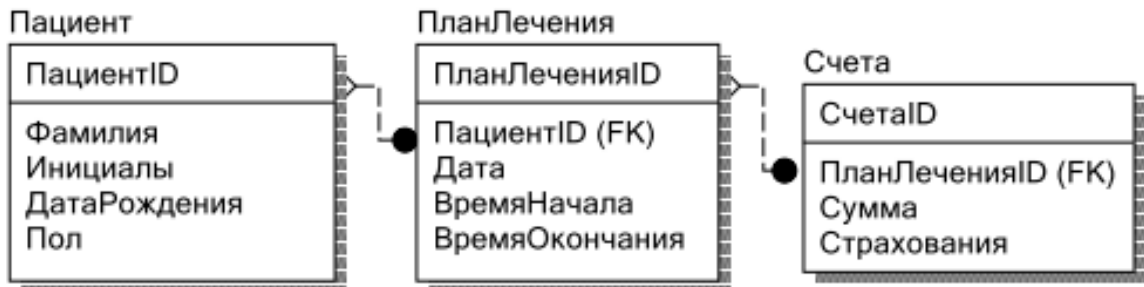 Пациент
ПациентID
Фамилия
Инициалы
ДатаРождения
Пол
ПланЛечения
ПланЛеченияID
ПациентID (FK)
Дата
ВремяНачала
ВремяОкончания
Счета
СчетаID
ПланЛеченияID (FK)
Сумма
Страхования